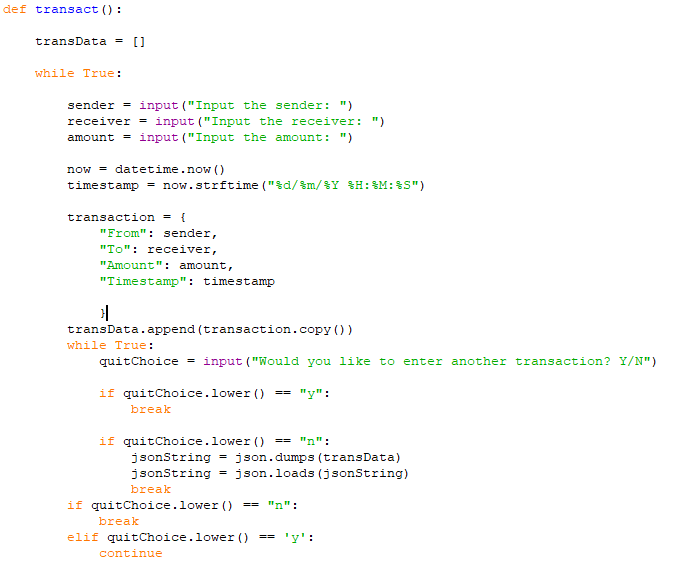 def transact():
transData = []
while True:
sender = input("Input the sender: ")
receiver = input("Input the receiver: ")
amount = input("Input the amount: ")
now = datetime.now()
timestamp = now.strftime("%d/%m/%Y %H:%M:%S")
transaction = {
"From": sender,
"To": receiver,
"Amount": amount,
"Timestamp": timestamp
}
transData.append(transaction.copy())
while True:
quitChoice = input("Would you like to enter another transaction? Y/N")
if quitChoice.lower() == "y":
break
if quitChoice.lower() == "n":
jsonString = json.dumps(transData)
jsonString = json.loads(jsonString)
break
if quitChoice.lower() == "n":
break
elif quitChoice.lower() == 'y':
continue